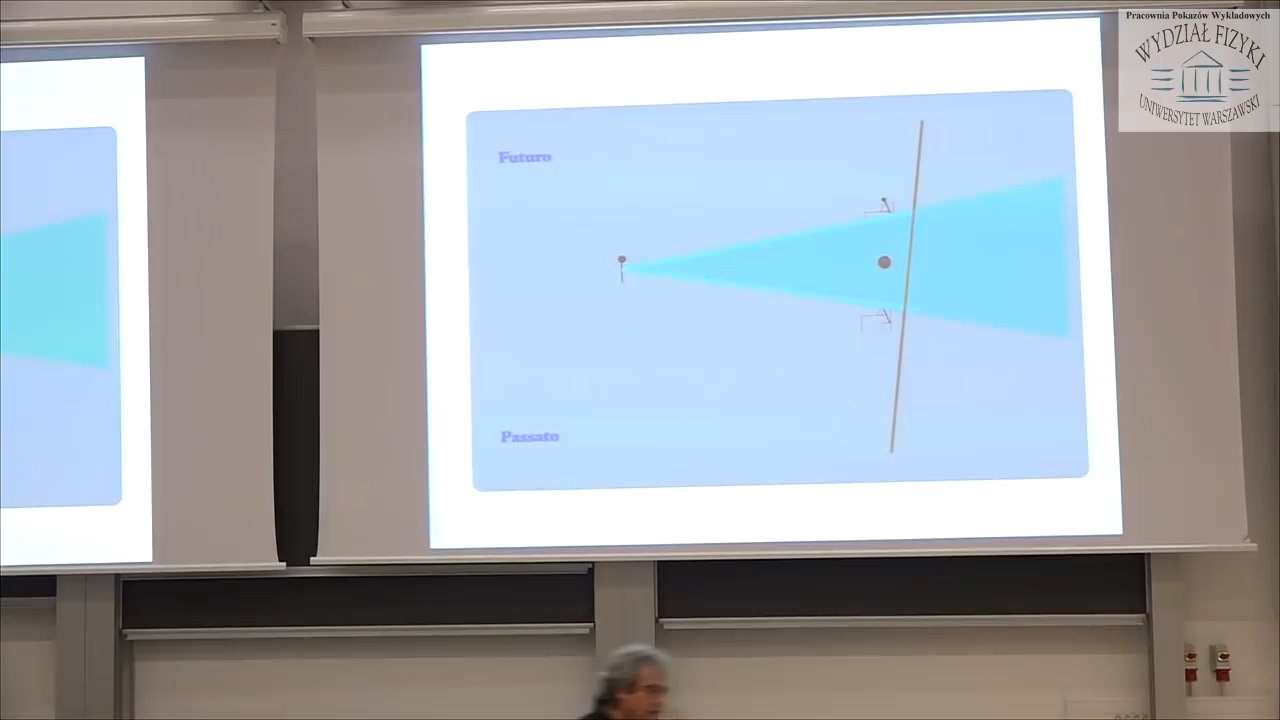 Pracownia Pokazów Wykładowych
WYDZIAŁ FIZYKI
UNIWERSYTET WARSZAWSKI
Futuro
Passato